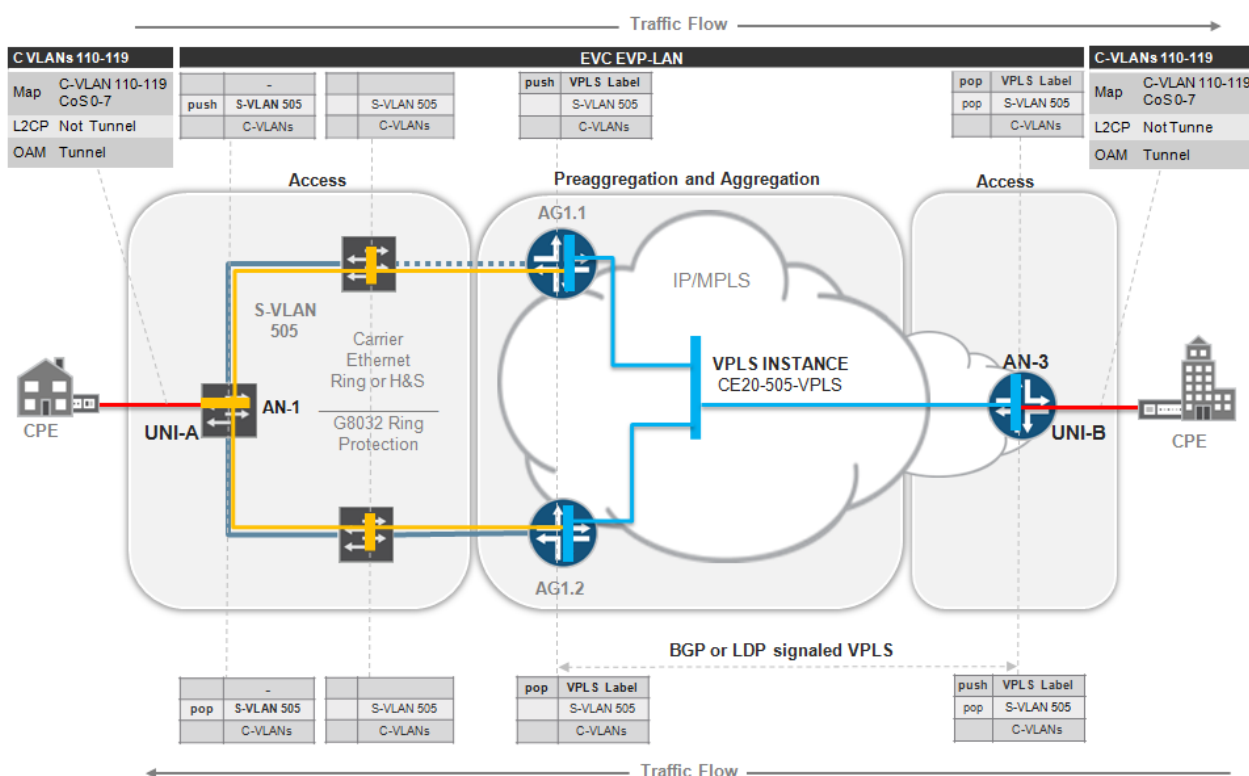 Traffic Flow
C VLANs 110-119
EVC EVP-LAN
C-VLANs 110-119
Map C-VLAN 110-119
CoS 0-7
L2CP Not Tunnel
OAM Tunnel
-
push S-VLAN 505
C-VLANs
S-VLAN 505
C-VLANs
push VPLS Label
S-VLAN 505
C-VLANs
pop VPLS Label
pop S-VLAN 505
C-VLANs
Map C-VLAN 110-119
CoS 0-7
L2CP Not Tunne
OAM Tunnel
Access
Preaggregation and Aggregation
Access
AG1.1
IP/MPLS
S-VLAN
505
Carrier
Ethernet
Ring or H&S
G8032 Ring
Protection
VPLS INSTANCE
CE20-505-VPLS
AN-3
CPE
UNI-A
AN-1
UNI-B
CPE
AG1.2
BGP or LDP signaled VPLS
-
pop S-VLAN 505
C-VLANs
S-VLAN 505
C-VLANs
pop VPLS Label
S-VLAN 505
C-VLANs
push VPLS Label
pop S-VLAN 505
C-VLANs
Traffic Flow